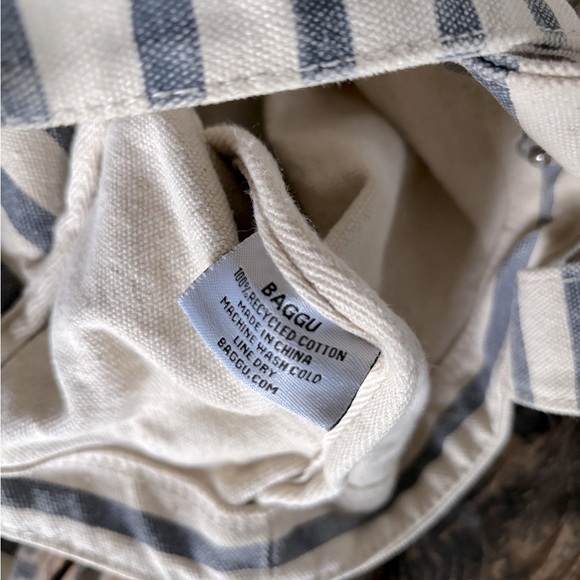 BAGGU
100% RECYCLED COTTON
MADE IN CHINA
MACHINE WASH COLD
LINE DRY
BAGGU.COM